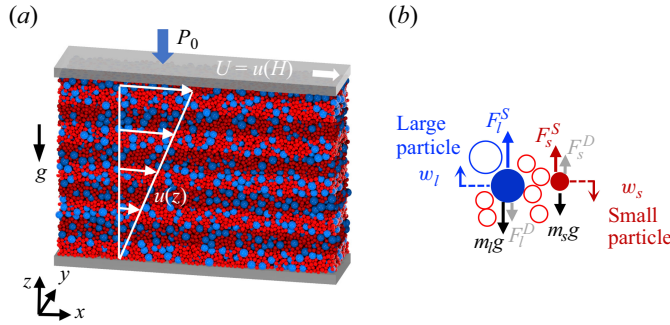 (a)
P₀
U = u(H)
g
u(z)
z
y
x
(b)
Large
particle
w_l
F_l^S
F_s^S
F_s^D
w_s
Small
particle
m_lg
F_l^D
m_sg